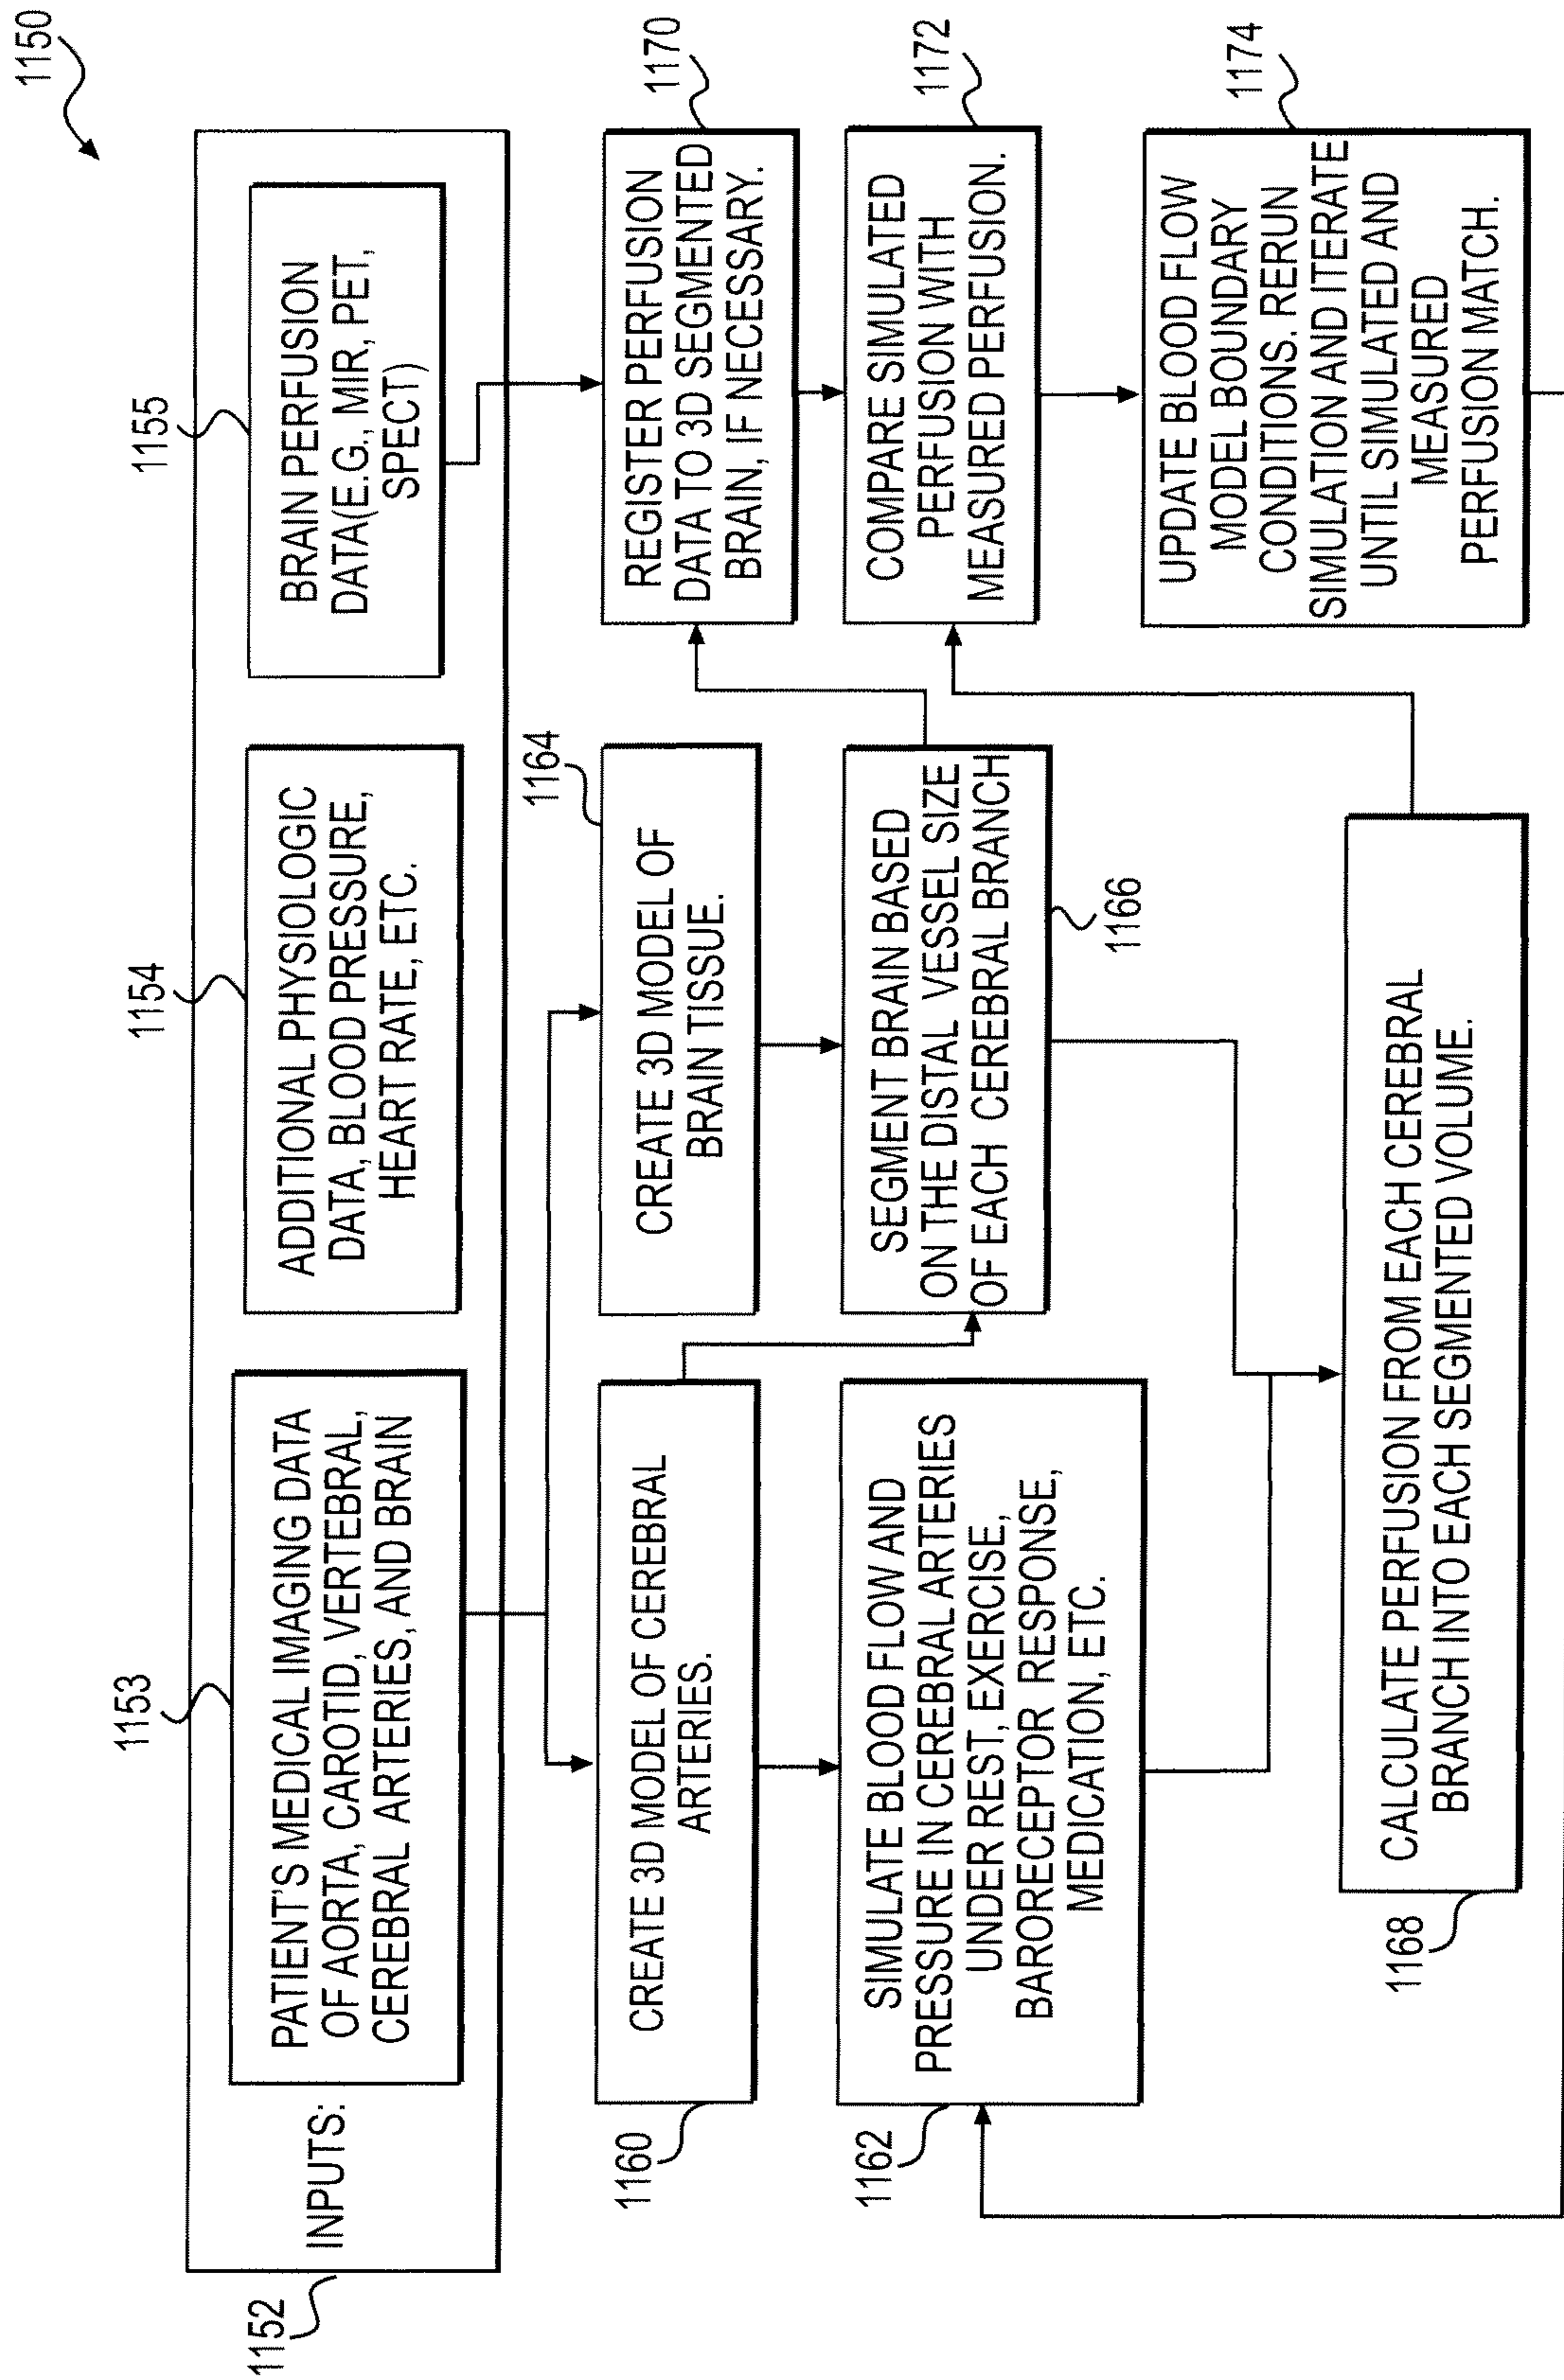 1150
1152
INPUTS:
1153
PATIENT'S MEDICAL IMAGING DATA
OF AORTA, CAROTID, VERTEBRAL,
CEREBRAL ARTERIES, AND BRAIN
1154
ADDITIONAL PHYSIOLOGIC
DATA, BLOOD PRESSURE,
HEART RATE, ETC.
1155
BRAIN PERFUSION
DATA(E.G., MIR, PET,
SPECT)
1160
CREATE 3D MODEL OF CEREBRAL
ARTERIES.
1164
CREATE 3D MODEL OF
BRAIN TISSUE.
1170
REGISTER PERFUSION
DATA TO 3D SEGMENTED
BRAIN, IF NECESSARY.
1162
SIMULATE BLOOD FLOW AND
PRESSURE IN CEREBRAL ARTERIES
UNDER REST, EXERCISE,
BARORECEPTOR RESPONSE,
MEDICATION, ETC.
SEGMENT BRAIN BASED
ON THE DISTAL VESSEL SIZE
OF EACH CEREBRAL BRANCH
1166
1172
COMPARE SIMULATED
PERFUSION WITH
MEASURED PERFUSION.
1168
CALCULATE PERFUSION FROM EACH CEREBRAL
BRANCH INTO EACH SEGMENTED VOLUME.
1174
UPDATE BLOOD FLOW
MODEL BOUNDARY
CONDITIONS. RERUN
SIMULATION AND ITERATE
UNTIL SIMULATED AND
MEASURED
PERFUSION MATCH.